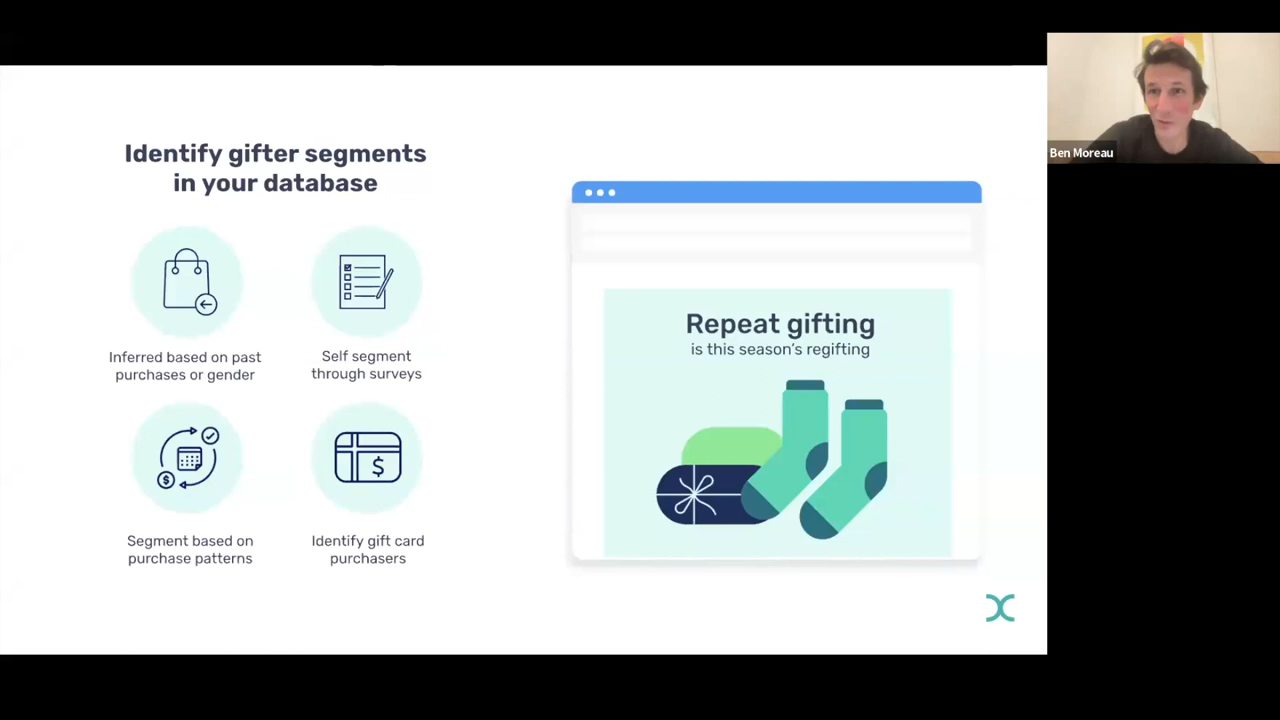 Identify gifter segments
in your database
Inferred based on past
purchases or gender
Self segment
through surveys
$
$
Segment based on
purchase patterns
Identify gift card
purchasers
Repeat gifting
is this season's regifting
Ben Moreau